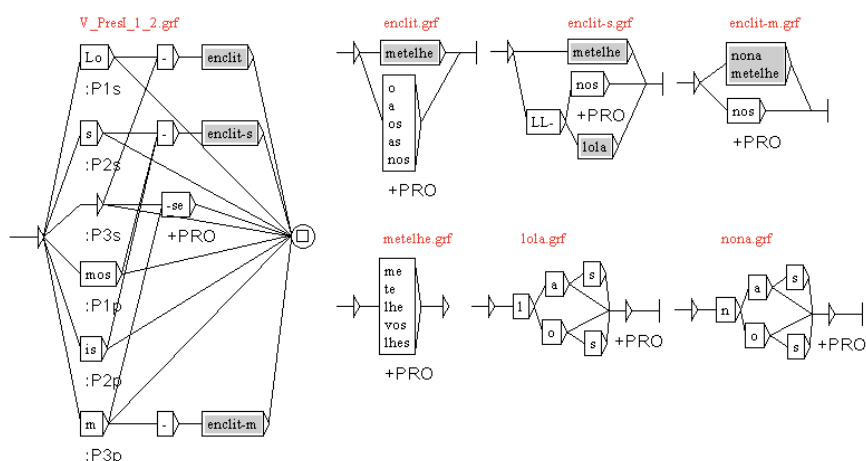 V_PresI_1_2.grf
Lo
-
enclit
:P1s
s
-
enclit-s
:P2s
-se
:P3s
+PRO
mos
:P1p
is
:P2p
m
-
enclit-m
:P3p
enclit.grf
metelhe
o
a
os
as
nos
+PRO
enclit-s.grf
metelhe
nos
+PRO
LL-
lola
enclit-m.grf
nona
metelhe
nos
+PRO
metelhe.grf
me
te
lhe
vos
lhes
+PRO
lola.grf
l
a
s
o
s
+PRO
nona.grf
n
a
s
o
s
+PRO